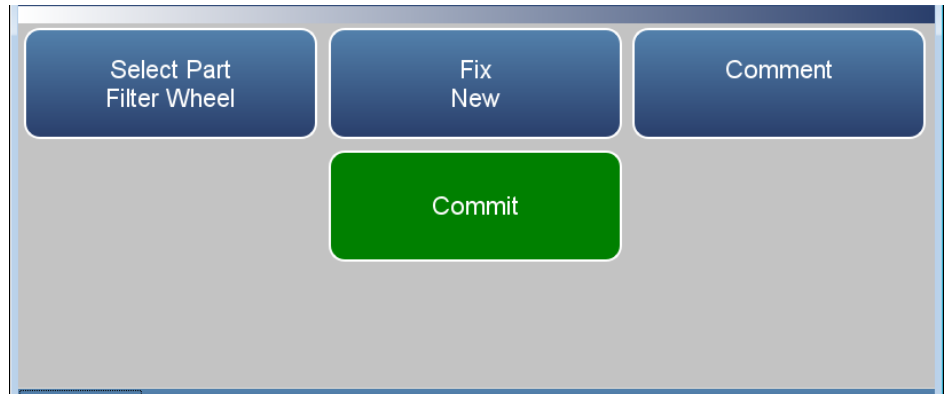 Select Part
Filter Wheel
Fix
New
Comment
Commit